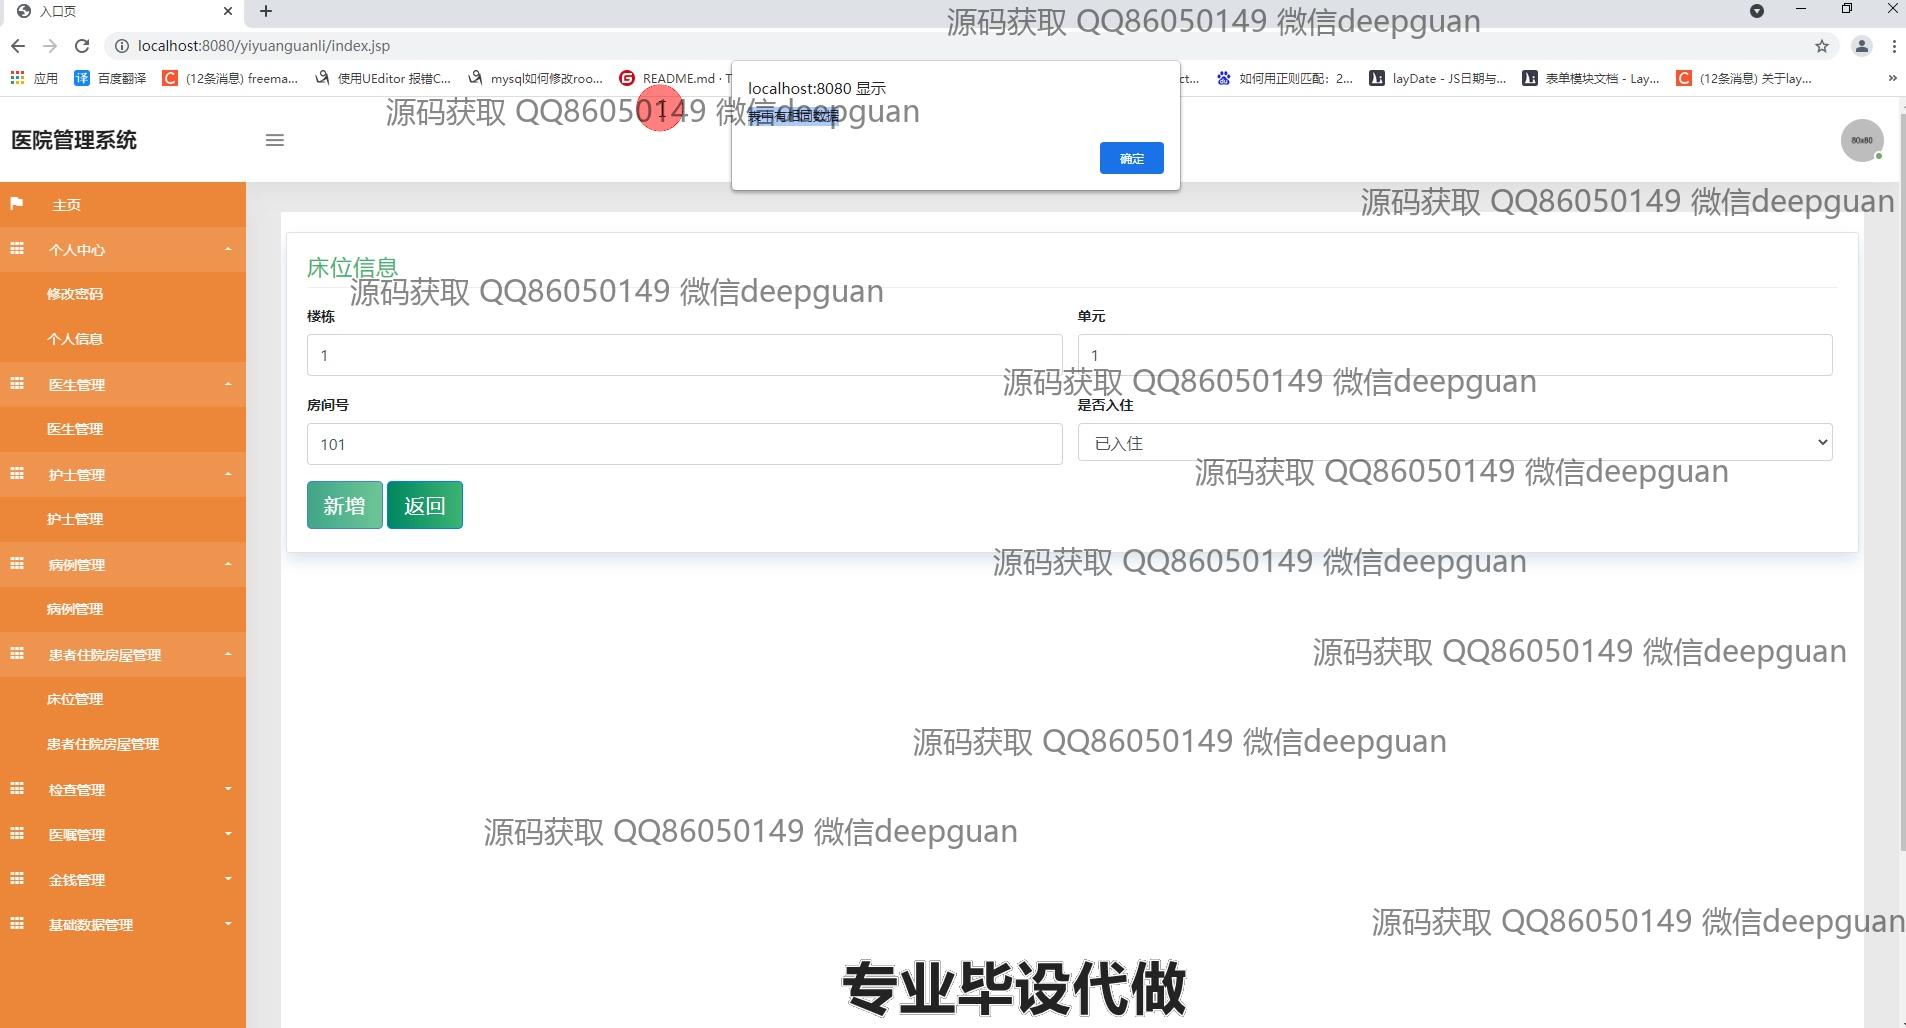 入口页
源码获取 QQ86050149 微信deepguan
localhost:8080/yiyuanguanli/index.jsp
应用
百度翻译
(12条消息) freema...
使用UEditor 报错C...
mysql如何修改roo...
README.md · T
ct...
如何用正则匹配：2...
layDate - JS日期与...
表单模块文档 - Lay...
(12条消息) 关于lay...
localhost:8080 显示
表中有相同数据
确定
源码获取 QQ86050149 微信deepguan
医院管理系统
80x80
源码获取 QQ86050149 微信deepguan
主页
个人中心
修改密码
个人信息
医生管理
医生管理
护士管理
护士管理
病例管理
病例管理
患者住院房屋管理
床位管理
患者住院房屋管理
检查管理
医嘱管理
金钱管理
基础数据管理
床位信息
源码获取 QQ86050149 微信deepguan
楼栋
单元
1
1
源码获取 QQ86050149 微信deepguan
房间号
是否入住
101
已入住
源码获取 QQ86050149 微信deepguan
新增
返回
源码获取 QQ86050149 微信deepguan
源码获取 QQ86050149 微信deepguan
源码获取 QQ86050149 微信deepguan
源码获取 QQ86050149 微信deepguan
源码获取 QQ86050149 微信deepguan
专业毕设代做